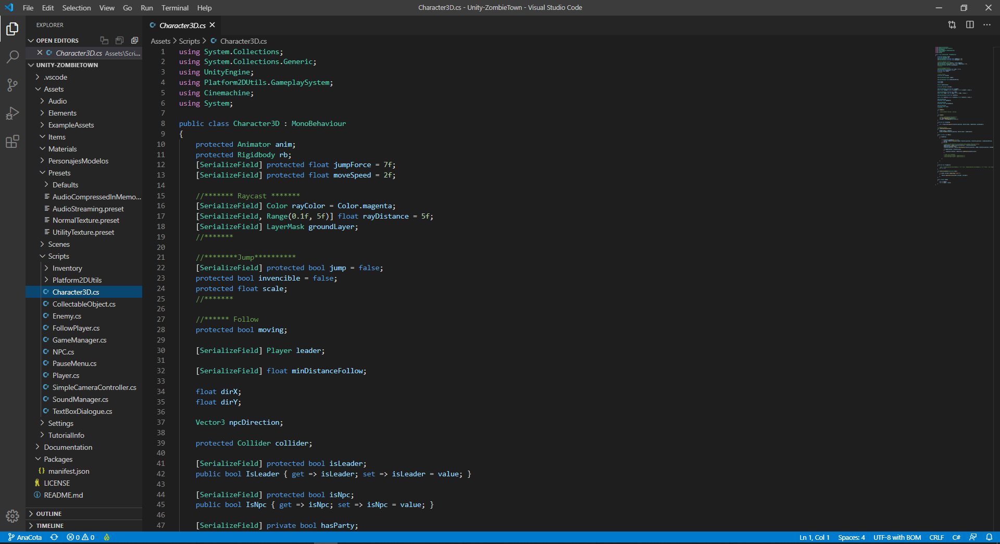 File Edit Selection View Go Run Terminal Help
Character3D.cs - Unity-ZombieTown - Visual Studio Code
EXPLORER
OPEN EDITORS
Character3D.cs Assets\Scri...
UNITY-ZOMBIETOWN
.vscode
Assets
Audio
Elements
ExampleAssets
Items
Materials
PersonajesModelos
Presets
Defaults
AudioCompressedInMemo...
AudioStreaming.preset
NormalTexture.preset
UtilityTexture.preset
Scenes
Scripts
Inventory
Platform2DUtils
Character3D.cs
CollectableObject.cs
Enemy.cs
FollowPlayer.cs
GameManager.cs
NPC.cs
PauseMenu.cs
Player.cs
SimpleCameraController.cs
SoundManager.cs
TextBoxDialogue.cs
Settings
TutorialInfo
Documentation
Packages
manifest.json
LICENSE
README.md
OUTLINE
TIMELINE
Character3D.cs
Assets > Scripts > Character3D.cs
1 using System.Collections;
2 using System.Collections.Generic;
3 using UnityEngine;
4 using Platform2DUtils.GameplaySystem;
5 using Cinemachine;
6 using System;
7
8 public class Character3D : MonoBehaviour
9 {
10 protected Animator anim;
11 protected Rigidbody rb;
12 [SerializeField] protected float jumpForce = 7f;
13 [SerializeField] protected float moveSpeed = 2f;
14
15 //******* Raycast *******
16 [SerializeField] Color rayColor = Color.magenta;
17 [SerializeField, Range(0.1f, 5f)] float rayDistance = 5f;
18 [SerializeField] LayerMask groundLayer;
19 //*******
20
21 //********Jump**********
22 [SerializeField] protected bool jump = false;
23 protected bool invencible = false;
24 protected float scale;
25 //*******
26
27 //****** Follow
28 protected bool moving;
29
30 [SerializeField] Player leader;
31
32 [SerializeField] float minDistanceFollow;
33
34 float dirX;
35 float dirY;
36
37 Vector3 npcDirection;
38
39 protected Collider collider;
40
41 [SerializeField] protected bool isLeader;
42 public bool IsLeader { get => isLeader; set => isLeader = value; }
43
44 [SerializeField] protected bool isNpc;
45 public bool IsNpc { get => isNpc; set => isNpc = value; }
46
47 [SerializeField] private bool hasParty;
AnaCota 0 0 Ln 1, Col 1 Spaces: 4 UTF-8 with BOM CRLF C#